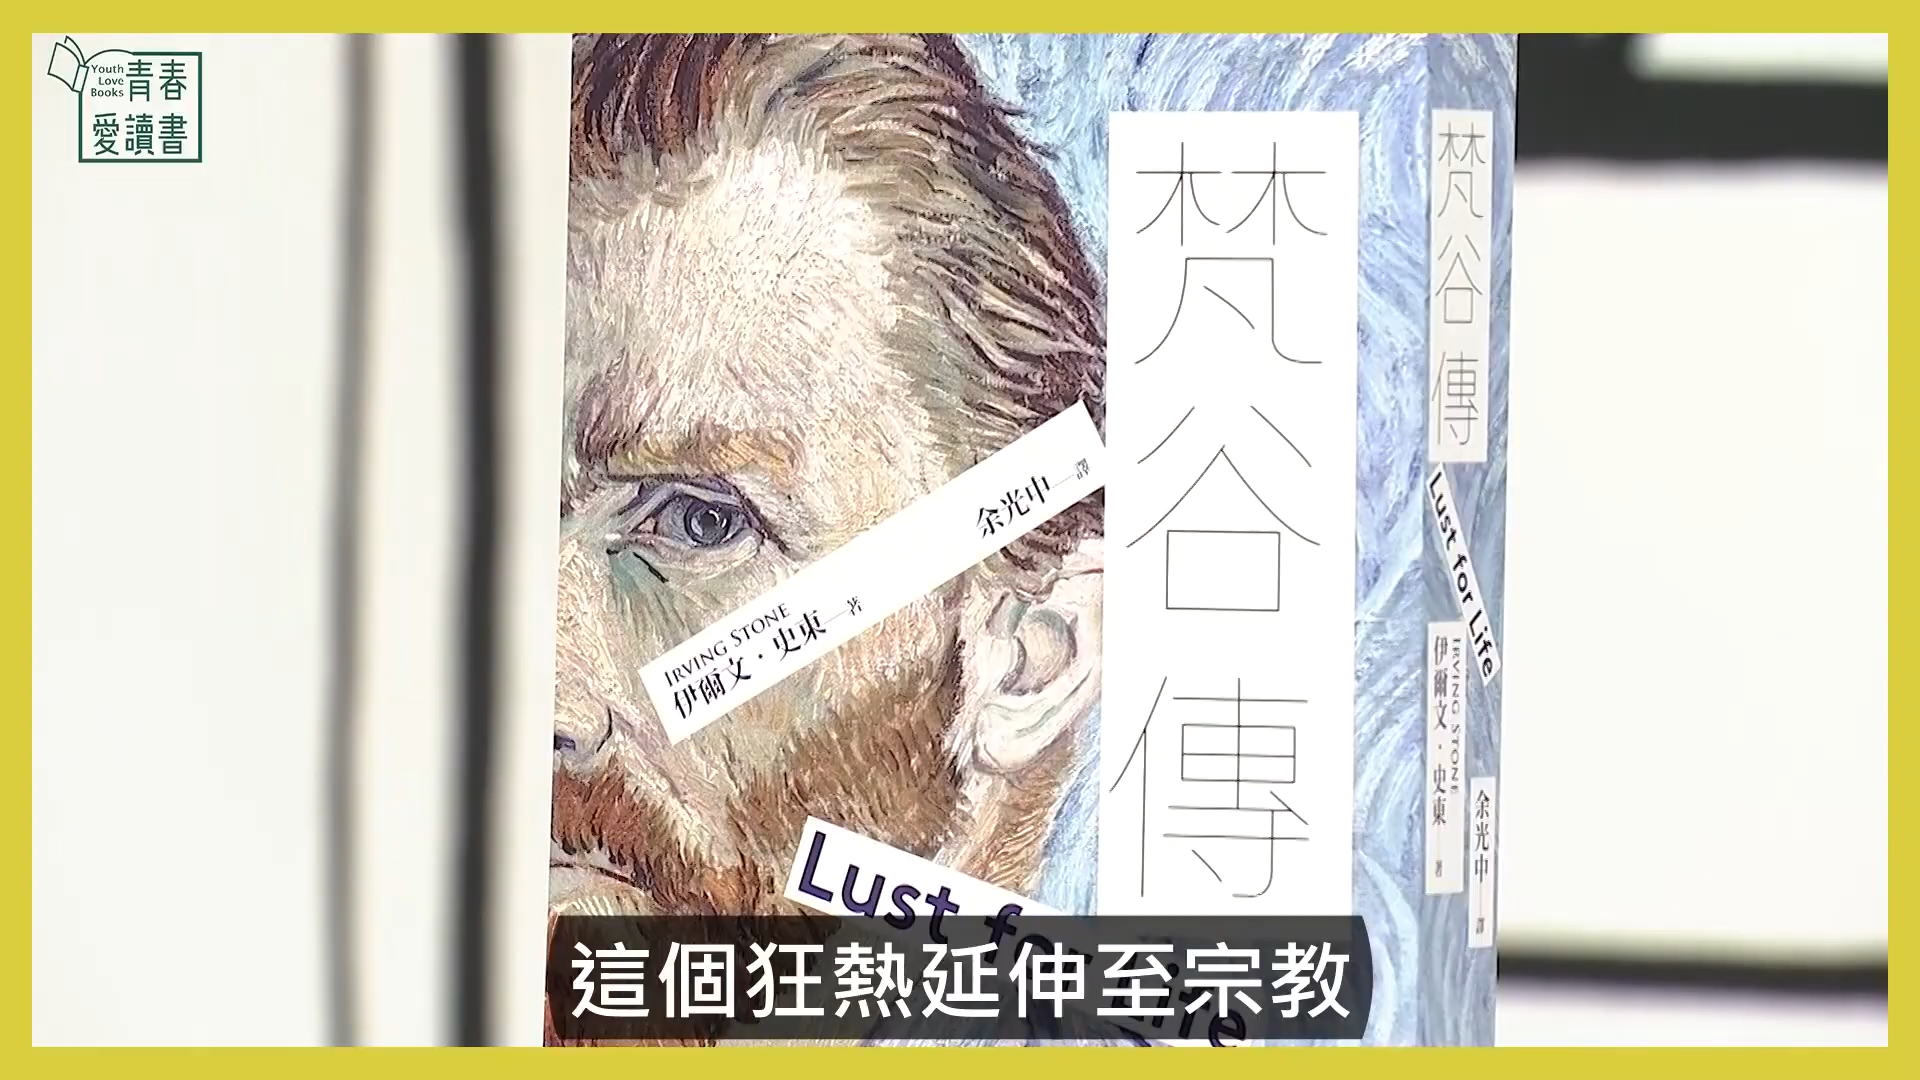 Youth
Love
Books
青春
愛讀書
梵谷傳
IRVING STONE
伊爾文・史東——著
余光中——譯
Lust for Life
梵谷傳
Lust for Life
IRVING STONE
伊爾文・史東——著
余光中——譯
這個狂熱延伸至宗教